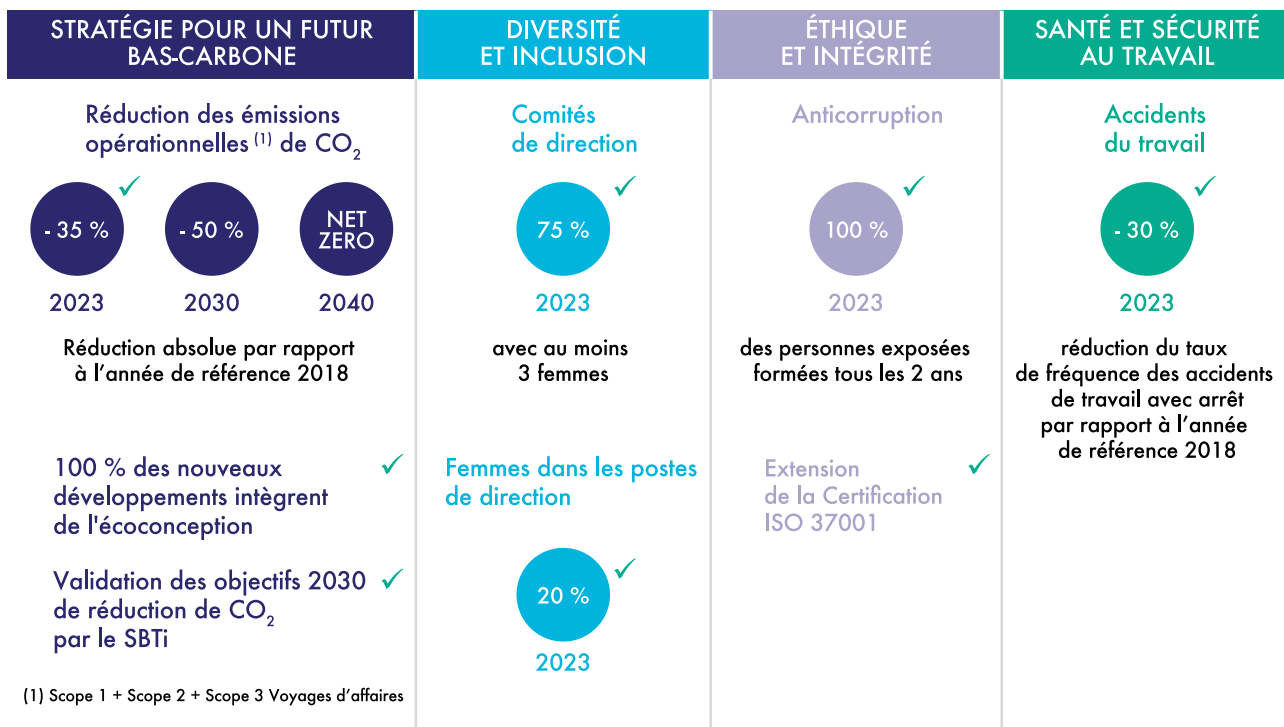 STRATÉGIE POUR UN FUTUR
BAS-CARBONE
Réduction des émissions
opérationnelles (1) de CO2
- 35 %
- 50 %
NET
ZERO
2023
2030
2040
Réduction absolue par rapport
à l’année de référence 2018
100 % des nouveaux
développements intègrent
de l'écoconception
Validation des objectifs 2030
de réduction de CO2
par le SBTi
(1) Scope 1 + Scope 2 + Scope 3 Voyages d’affaires
DIVERSITÉ
ET INCLUSION
Comités
de direction
75 %
2023
avec au moins
3 femmes
Femmes dans les postes
de direction
20 %
2023
ÉTHIQUE
ET INTÉGRITÉ
Anticorruption
100 %
2023
des personnes exposées
formées tous les 2 ans
Extension
de la Certification
ISO 37001
SANTÉ ET SÉCURITÉ
AU TRAVAIL
Accidents
du travail
- 30 %
2023
réduction du taux
de fréquence des accidents
de travail avec arrêt
par rapport à l’année
de référence 2018